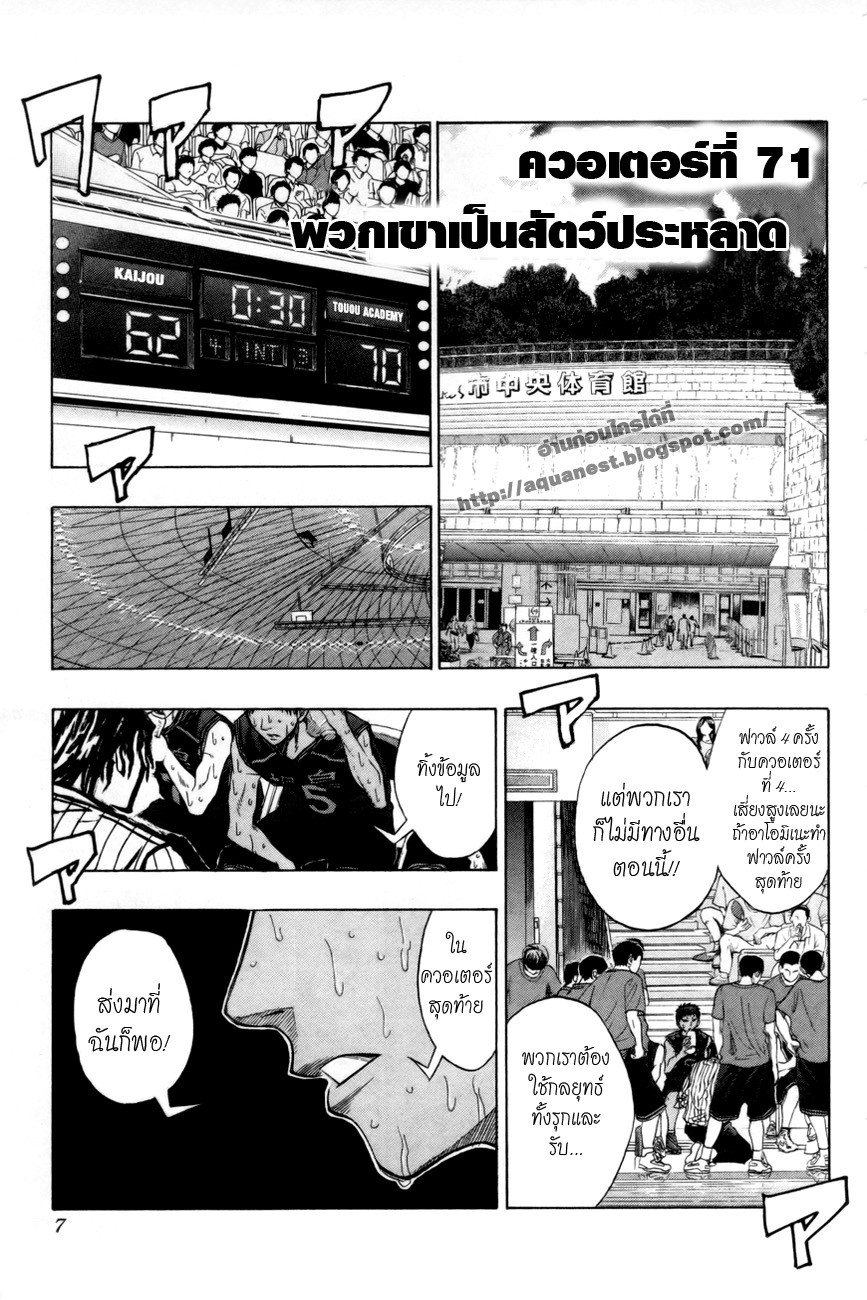 ควอเตอร์ที่ 71
พวกเขาเป็นสัตว์ประหลาด
市中央体育館
อ่านก่อนใครได้ที่
http://aquanest.blogspot.com/
ワ
ア
ア
KAIJOU
62
0:30
4 INT 3
TOUOU ACADEMY
70
ア
ア
ฟาวล์ 4 ครั้ง
กับควอเตอร์
ที่ 4...
เสี่ยงสูงเลยนะ
ถ้าอาโอมิเนะทำ
ฟาวล์ครั้ง
สุดท้าย
แต่พวกเรา
ก็ไม่มีทางอื่น
ตอนนี้!!
พวกเราต้อง
ใช้กลยุทธ์
ทั้งรุกและ
รับ...
ア
ทิ้งข้อมูล
ไป!
5
ア
ใน
ควอเตอร์
สุดท้าย
ส่งมาที่
ฉันก็พอ!
7